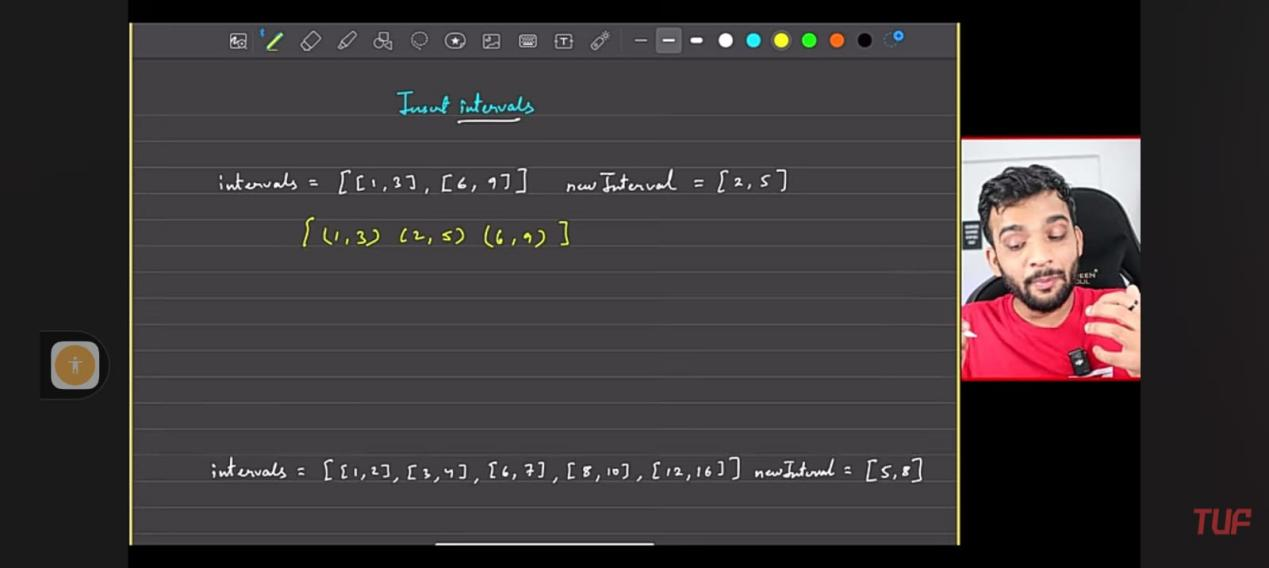 Insert intervals
intervals = [[1,3], [6, 9]] newInterval = [2, 5]
[(1,3) (2,5) (6,9)]
intervals = [[1,2], [3,4], [6,7], [8,10], [12,16]] newInterval = [5,8]
TUF